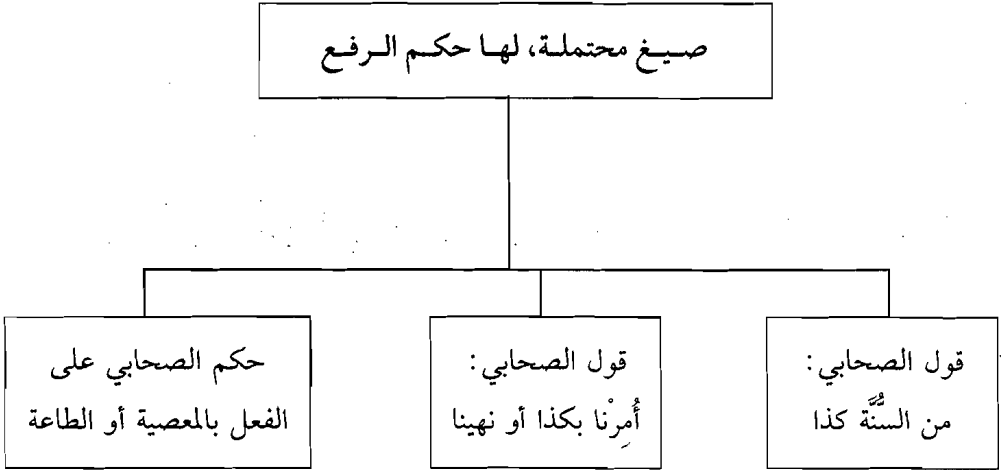 صيغ محتملة، لها حكم الرفع
قول الصحابي:
من السُّنَّة كذا
قول الصحابي:
أُمِرْنا بكذا أو نهينا
حكم الصحابي على
الفعل بالمعصية أو الطاعة